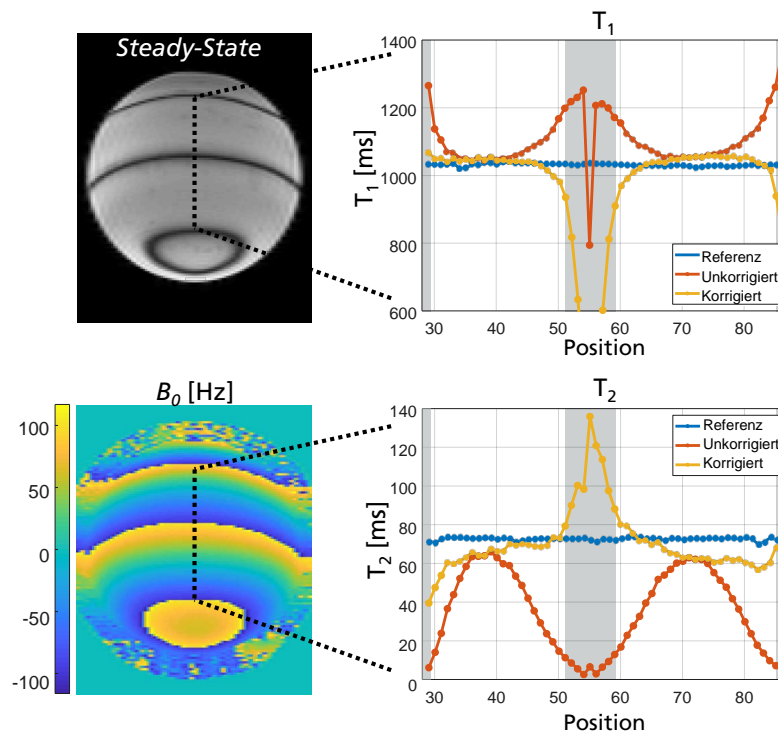 Steady-State
T1
1400
1200
1000
800
600
T1 [ms]
30 40 50 60 70 80
Position
Referenz
Unkorrigiert
Korrigiert
B0 [Hz]
100
50
0
-50
-100
T2
140
120
100
80
60
40
20
0
T2 [ms]
30 40 50 60 70 80
Position
Referenz
Unkorrigiert
Korrigiert